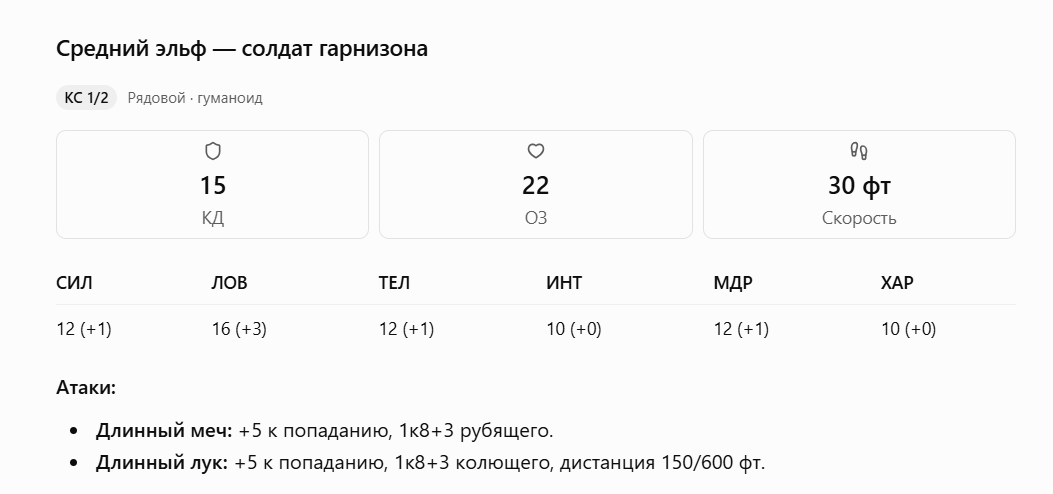 Средний эльф — солдат гарнизона
КС 1/2 Рядовой · гуманоид
15 22 30 фт
КД ОЗ Скорость
СИЛ ЛОВ ТЕЛ ИНТ МДР ХАР
12 (+1) 16 (+3) 12 (+1) 10 (+0) 12 (+1) 10 (+0)
Атаки:
• Длинный меч: +5 к попаданию, 1к8+3 рубящего.
• Длинный лук: +5 к попаданию, 1к8+3 колющего, дистанция 150/600 фт.